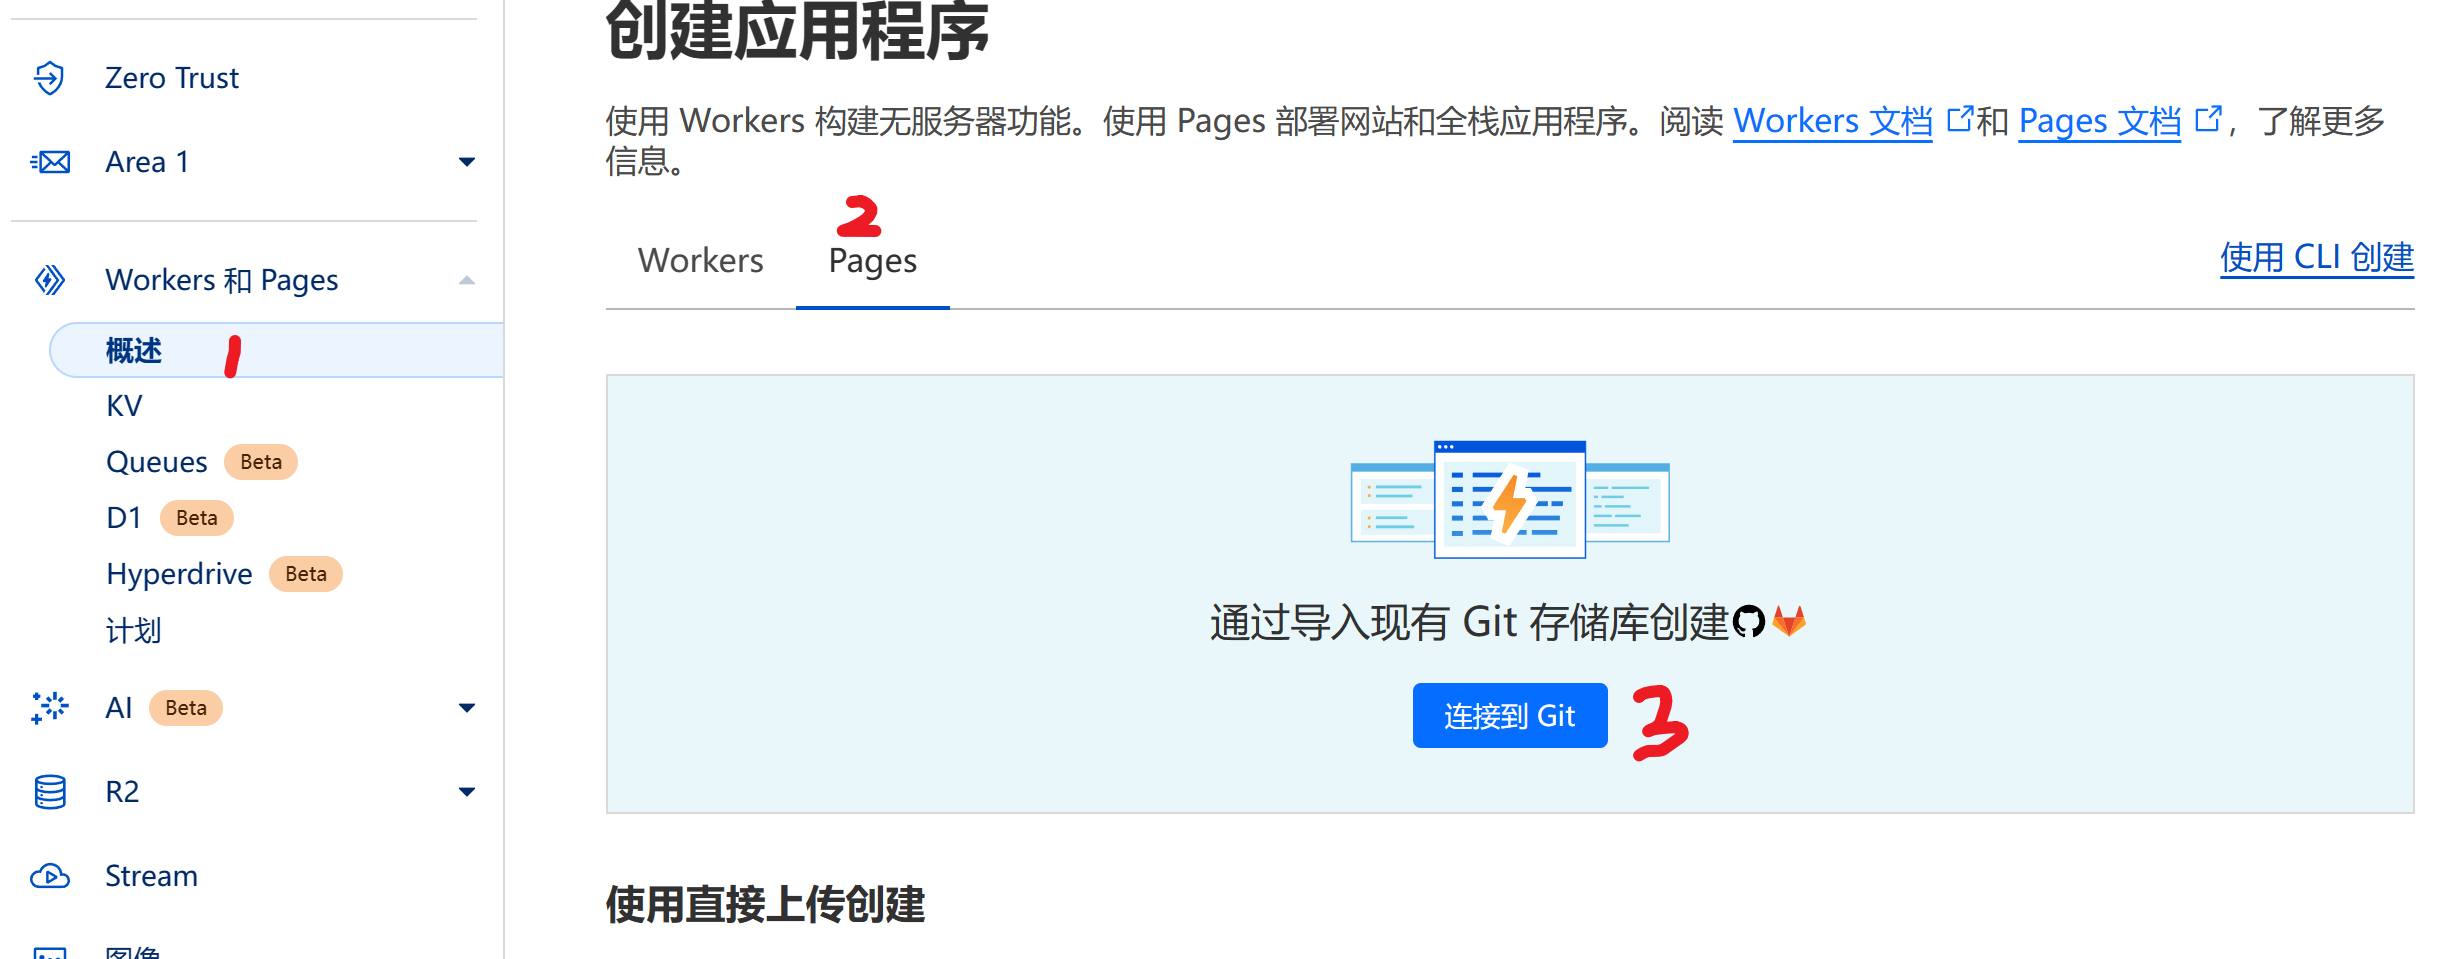 Zero Trust
Area 1
Workers 和 Pages
概述 1
KV
Queues Beta
D1 Beta
Hyperdrive Beta
计划
AI Beta
R2
Stream
图像
创建应用程序
使用 Workers 构建无服务器功能。使用 Pages 部署网站和全栈应用程序。阅读 Workers 文档 和 Pages 文档 ，了解更多
信息。
2
Workers Pages 使用 CLI 创建
通过导入现有 Git 存储库创建
连接到 Git 3
使用直接上传创建